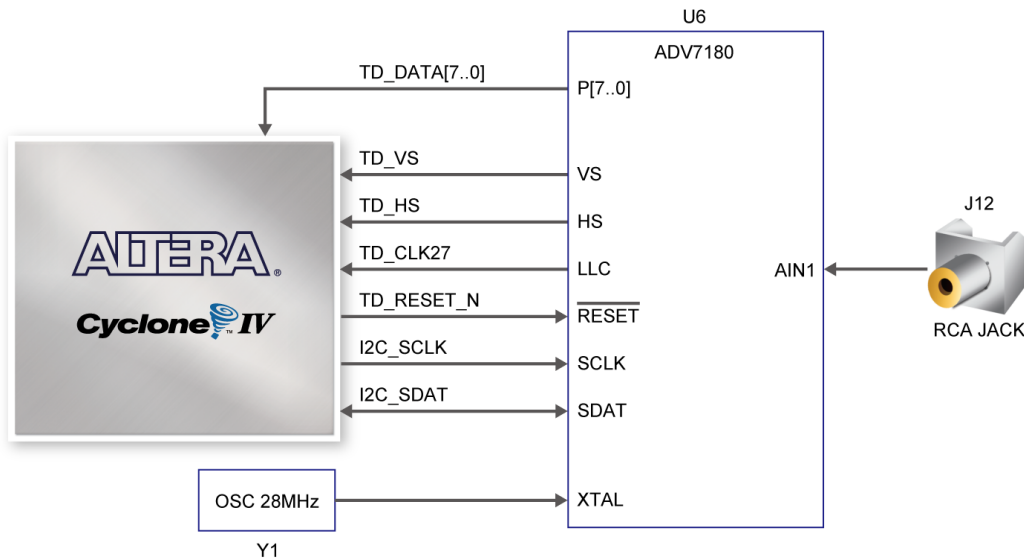 U6
ADV7180
TD_DATA[7..0]
P[7..0]
TD_VS
VS
TD_HS
HS
TD_CLK27
LLC
AIN1
J12
RCA JACK
TD_RESET_N
RESET
I2C_SCLK
SCLK
I2C_SDAT
SDAT
ALTERA®
Cyclone™ IV
OSC 28MHz
XTAL
Y1